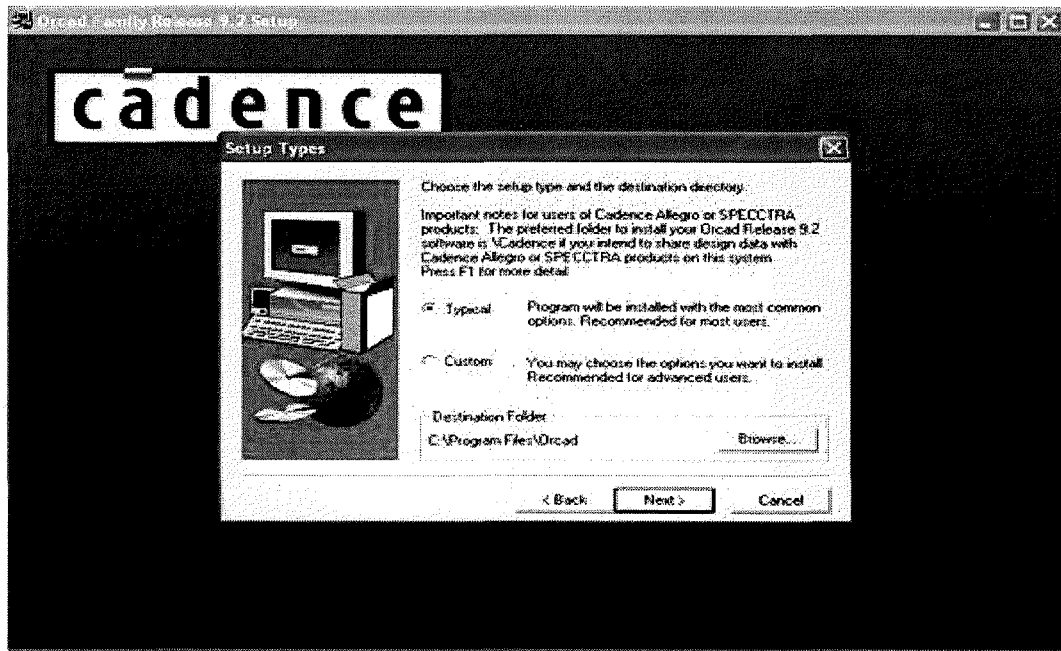 Orcad Family Release 9.2 Setup
cadence
Setup Types
Choose the setup type and the destination directory.
Important notes for users of Cadence Allegro or SPECCTRA
products: The preferred folder to install your Orcad Release 9.2
software is \Cadence if you intend to share design data with
Cadence Allegro or SPECCTRA products on this system
Press F1 for more detail
Typical
Program will be installed with the most common
options. Recommended for most users.
Custom
You may choose the options you want to install
Recommended for advanced users.
Destination Folder
C:\Program Files\Orcad
Browse...
< Back
Next >
Cancel